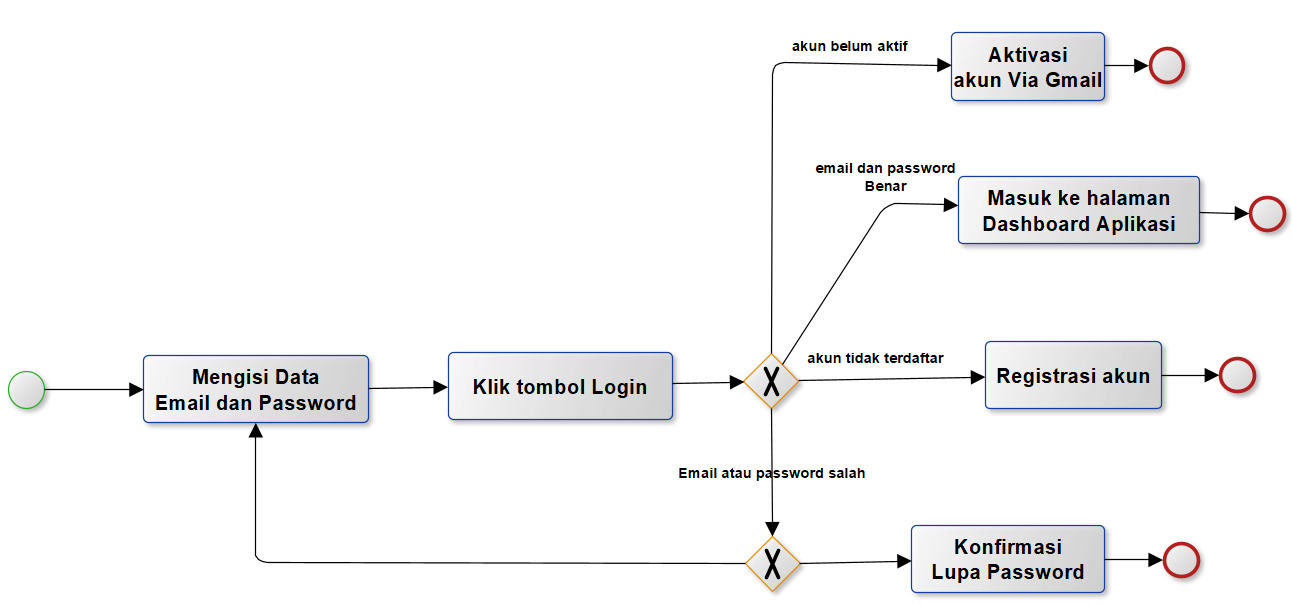 akun belum aktif
Aktivasi
akun Via Gmail
email dan password
Benar
Masuk ke halaman
Dashboard Aplikasi
Mengisi Data
Email dan Password
Klik tombol Login
X
akun tidak terdaftar
Registrasi akun
Email atau password salah
X
Konfirmasi
Lupa Password